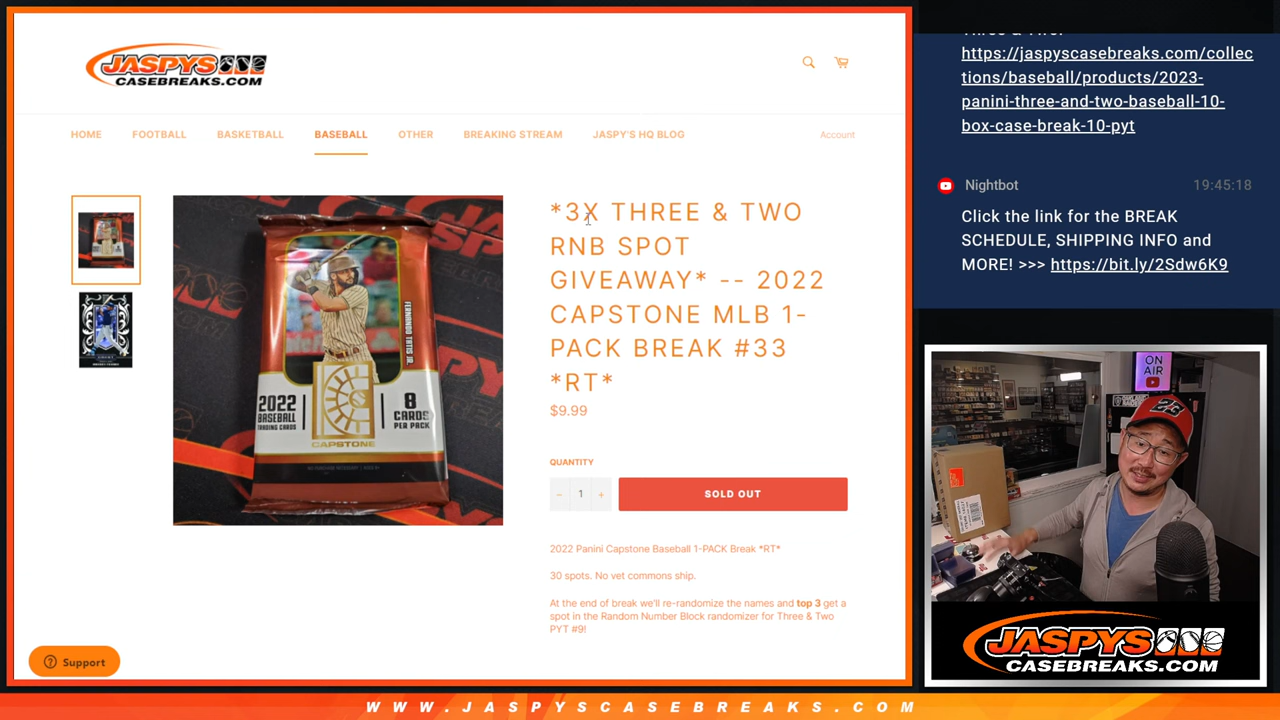 JASPYS
CASEBREAKS.COM
HOME FOOTBALL BASKETBALL BASEBALL OTHER BREAKING STREAM JASPY'S HQ BLOG Account
*3X THREE & TWO
RNB SPOT
GIVEAWAY* -- 2022
CAPSTONE MLB 1-
PACK BREAK #33
*RT*
$9.99
QUANTITY
− 1 +
SOLD OUT
2022 Panini Capstone Baseball 1-PACK Break *RT*
30 spots. No vet commons ship.
At the end of break we'll re-randomize the names and top 3 get a
spot in the Random Number Block randomizer for Three & Two
PYT #9!
FERNANDO TATIS JR.
2022
BASEBALL
TRADING CARDS
8
CARDS
PER PACK
CAPSTONE
Support
https://jaspyscasebreaks.com/collec
tions/baseball/products/2023-
panini-three-and-two-baseball-10-
box-case-break-10-pyt
Nightbot 19:45:18
Click the link for the BREAK
SCHEDULE, SHIPPING INFO and
MORE! >>> https://bit.ly/2Sdw6K9
ON
AIR
23
JASPYS
CASEBREAKS.COM
WWW.JASPYSCASEBREAKS.COM